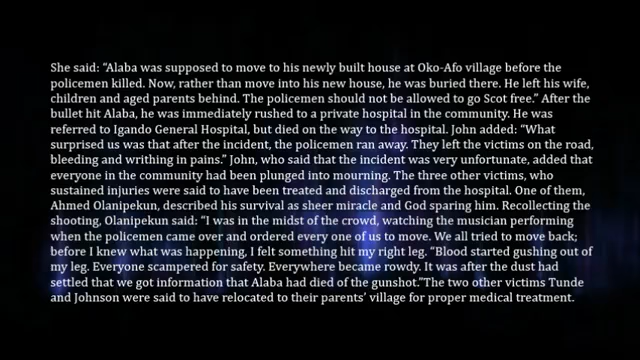 She said: “Alaba was supposed to move to his newly built house at Oko-Afo village before the
policemen killed. Now, rather than move into his new house, he was buried there. He left his wife,
children and aged parents behind. The policemen should not be allowed to go Scot free.” After the
bullet hit Alaba, he was immediately rushed to a private hospital in the community. He was
referred to Igando General Hospital, but died on the way to the hospital. John added: “What
surprised us was that after the incident, the policemen ran away. They left the victims on the road,
bleeding and writhing in pains.” John, who said that the incident was very unfortunate, added that
everyone in the community had been plunged into mourning. The three other victims, who
sustained injuries were said to have been treated and discharged from the hospital. One of them,
Ahmed Olanipekun, described his survival as sheer miracle and God sparing him. Recollecting the
shooting, Olanipekun said: “I was in the midst of the crowd, watching the musician performing
when the policemen came over and ordered every one of us to move. We all tried to move back;
before I knew what was happening, I felt something hit my right leg. “Blood started gushing out of
my leg. Everyone scampered for safety. Everywhere became rowdy. It was after the dust had
settled that we got information that Alaba had died of the gunshot.”The two other victims Tunde
and Johnson were said to have relocated to their parents’ village for proper medical treatment.